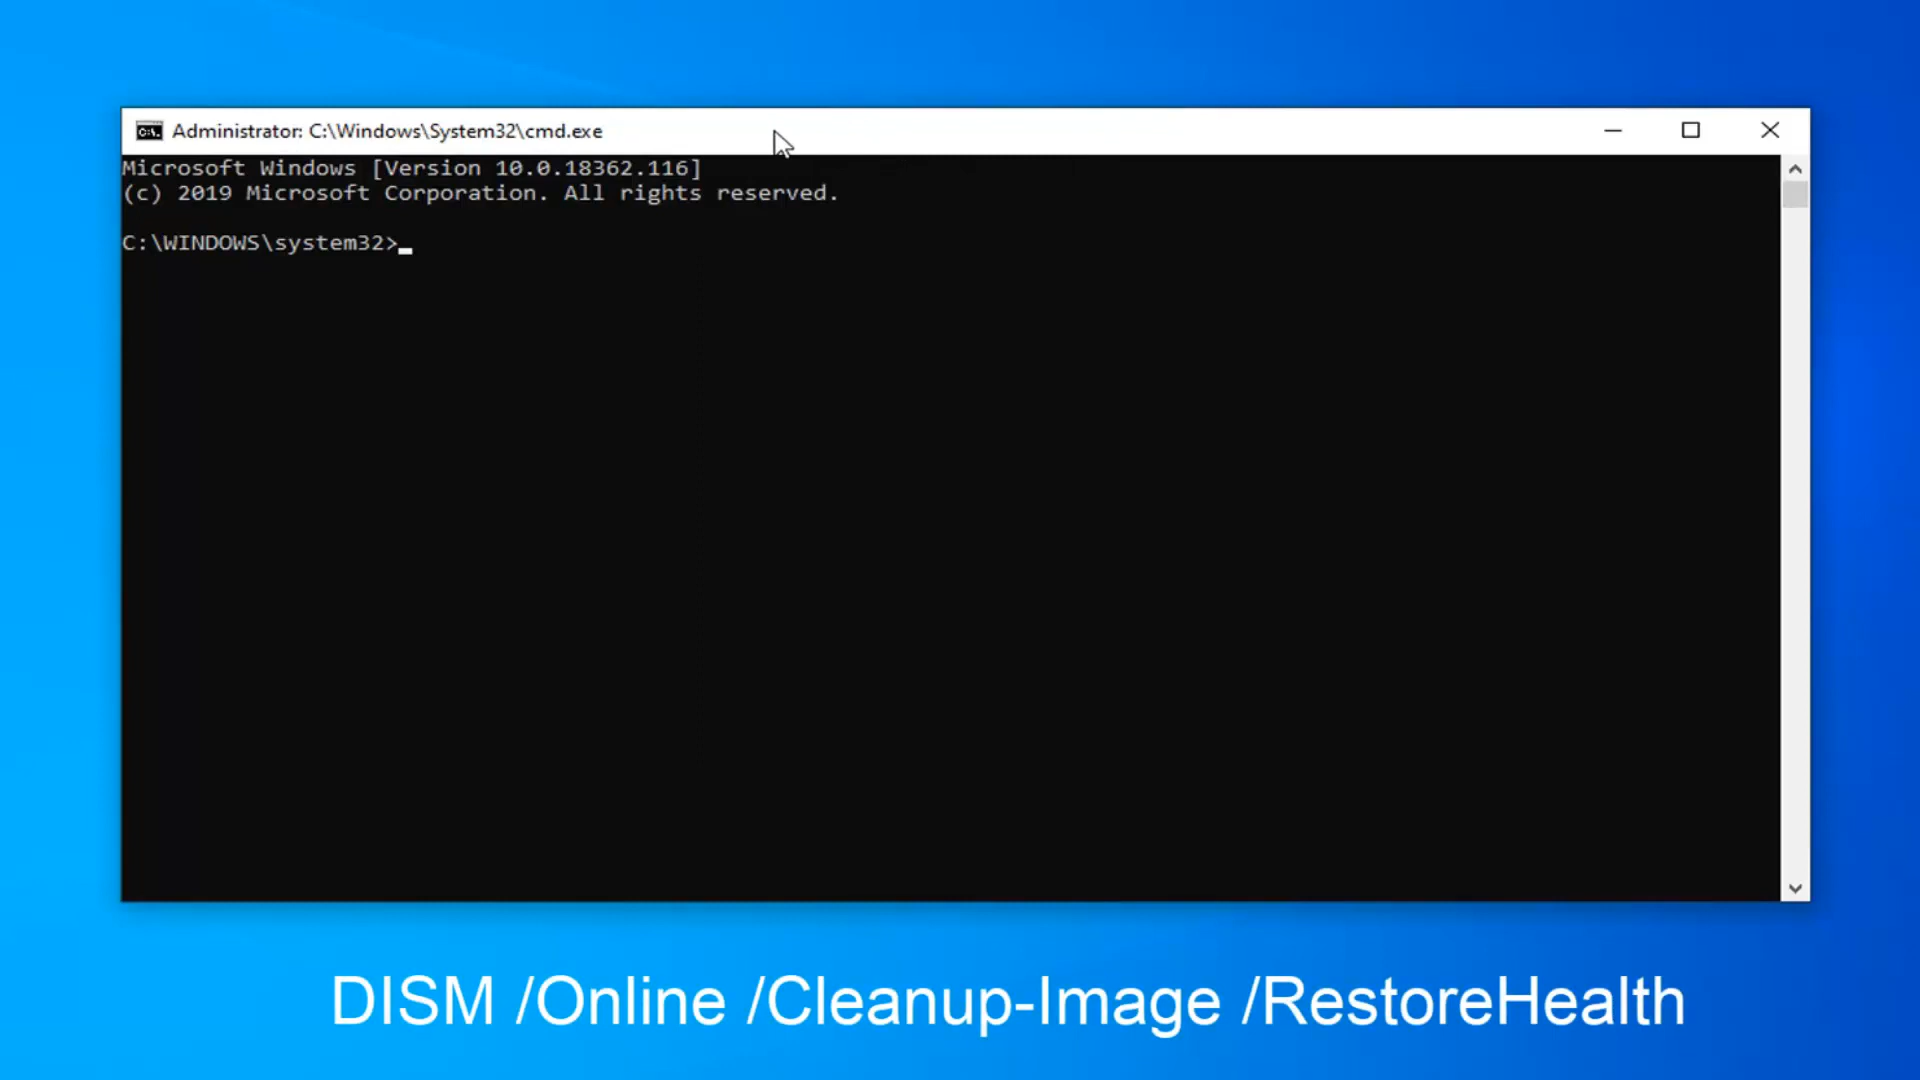 Administrator: C:\Windows\System32\cmd.exe
Microsoft Windows [Version 10.0.18362.116]
(c) 2019 Microsoft Corporation. All rights reserved.
C:\WINDOWS\system32>
DISM /Online /Cleanup-Image /RestoreHealth